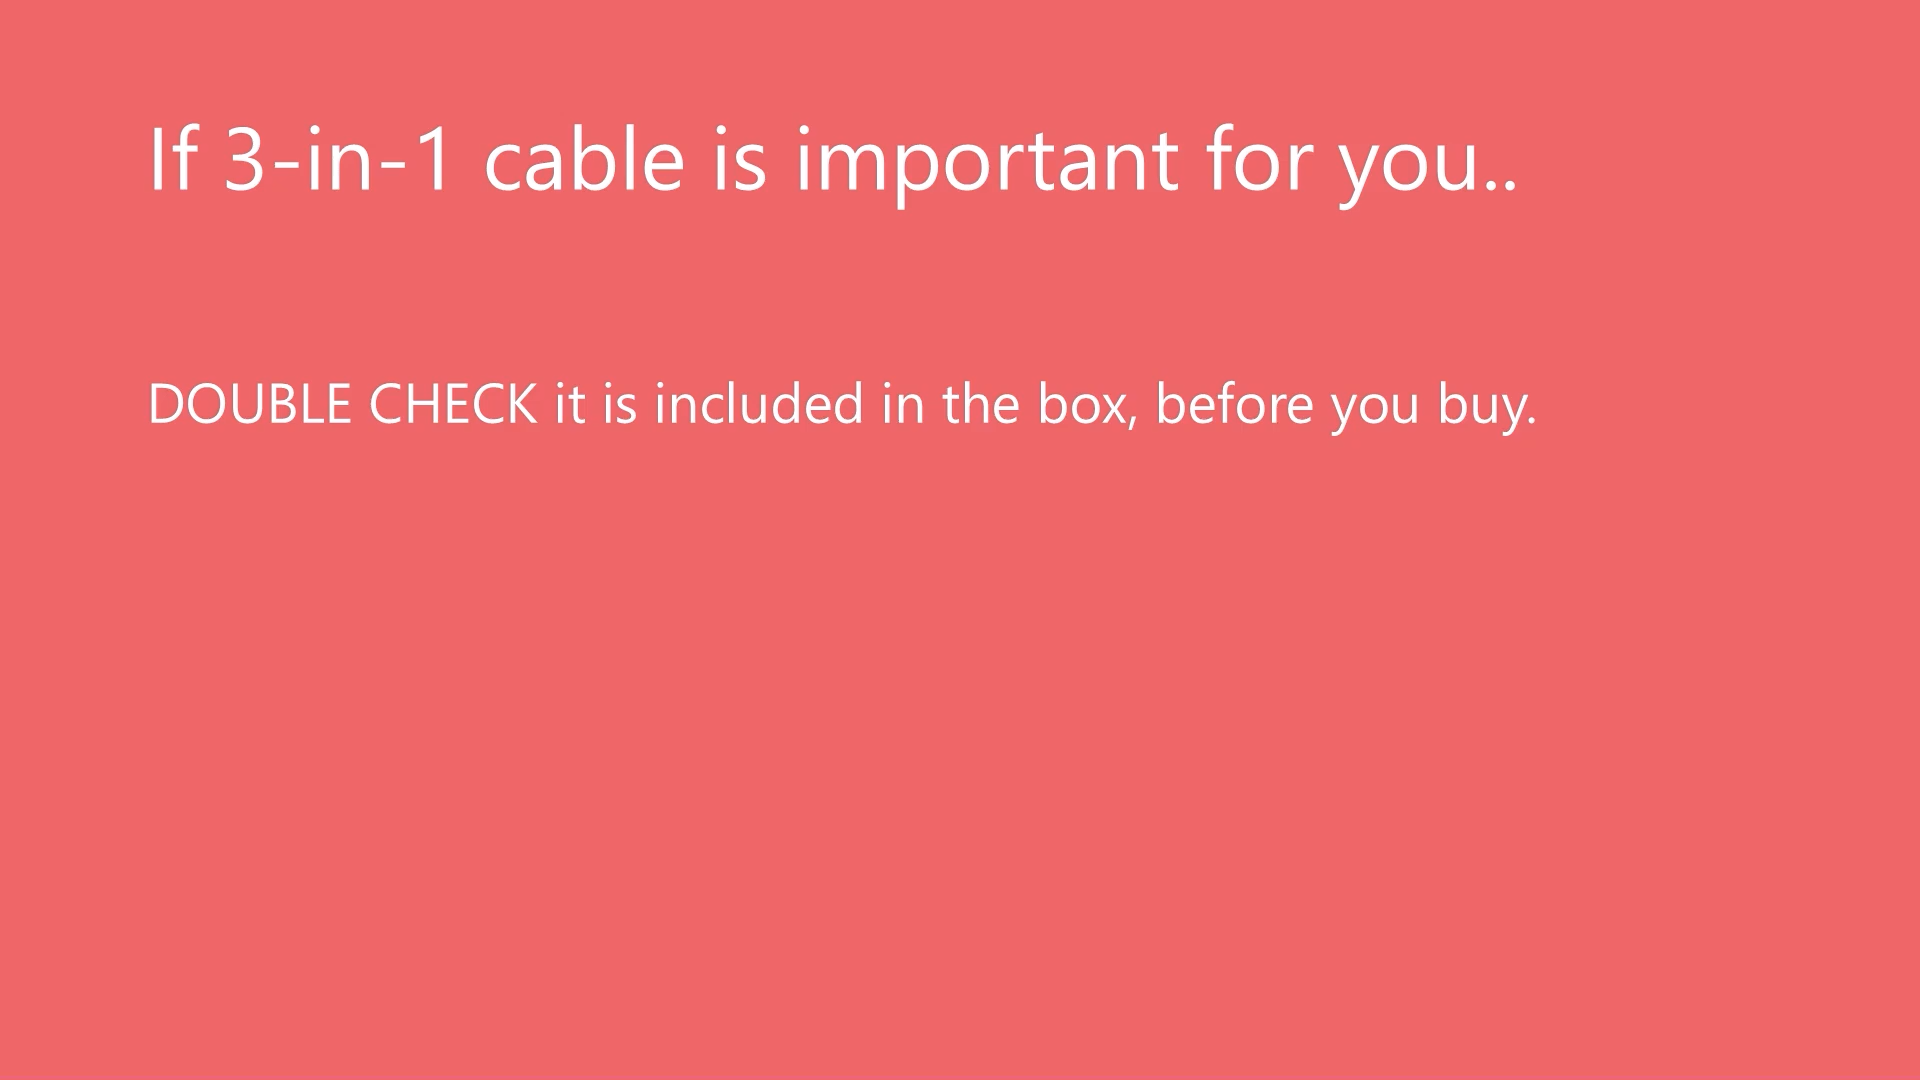 If 3-in-1 cable is important for you..
DOUBLE CHECK it is included in the box, before you buy.